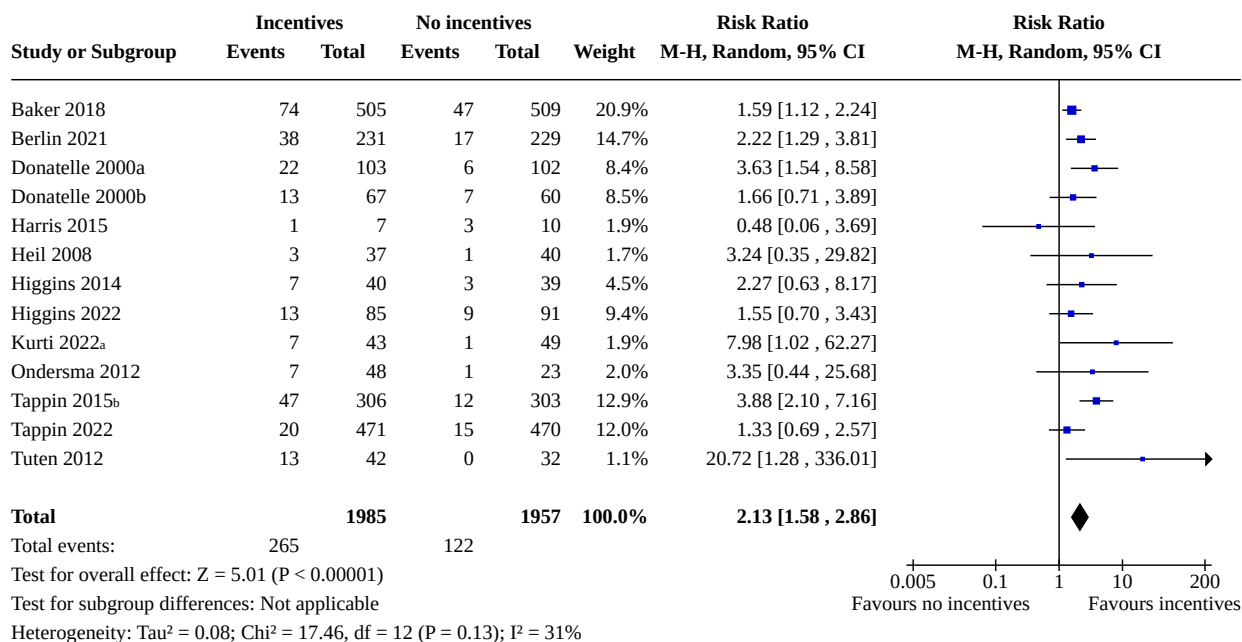 Incentives No incentives Risk Ratio Risk Ratio
Study or Subgroup Events Total Events Total Weight M-H, Random, 95% CI M-H, Random, 95% CI
Baker 2018 74 505 47 509 20.9% 1.59 [1.12 , 2.24]
Berlin 2021 38 231 17 229 14.7% 2.22 [1.29 , 3.81]
Donatelle 2000a 22 103 6 102 8.4% 3.63 [1.54 , 8.58]
Donatelle 2000b 13 67 7 60 8.5% 1.66 [0.71 , 3.89]
Harris 2015 1 7 3 10 1.9% 0.48 [0.06 , 3.69]
Heil 2008 3 37 1 40 1.7% 3.24 [0.35 , 29.82]
Higgins 2014 7 40 3 39 4.5% 2.27 [0.63 , 8.17]
Higgins 2022 13 85 9 91 9.4% 1.55 [0.70 , 3.43]
Kurti 2022a 7 43 1 49 1.9% 7.98 [1.02 , 62.27]
Ondersma 2012 7 48 1 23 2.0% 3.35 [0.44 , 25.68]
Tappin 2015b 47 306 12 303 12.9% 3.88 [2.10 , 7.16]
Tappin 2022 20 471 15 470 12.0% 1.33 [0.69 , 2.57]
Tuten 2012 13 42 0 32 1.1% 20.72 [1.28 , 336.01]
Total 1985 1957 100.0% 2.13 [1.58 , 2.86]
Total events: 265 122
Test for overall effect: Z = 5.01 (P < 0.00001) 0.005 0.1 1 10 200
Test for subgroup differences: Not applicable Favours no incentives Favours incentives
Heterogeneity: Tau² = 0.08; Chi² = 17.46, df = 12 (P = 0.13); I² = 31%